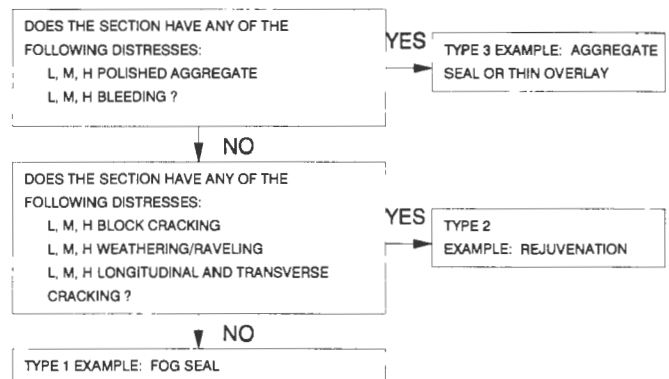 DOES THE SECTION HAVE ANY OF THE
FOLLOWING DISTRESSES:
L, M, H POLISHED AGGREGATE
L, M, H BLEEDING ?
YES
TYPE 3 EXAMPLE: AGGREGATE
SEAL OR THIN OVERLAY
NO
DOES THE SECTION HAVE ANY OF THE
FOLLOWING DISTRESSES:
L, M, H BLOCK CRACKING
L, M, H WEATHERING/RAVELING
L, M, H LONGITUDINAL AND TRANSVERSE
CRACKING ?
YES
TYPE 2
EXAMPLE: REJUVENATION
NO
TYPE 1 EXAMPLE: FOG SEAL